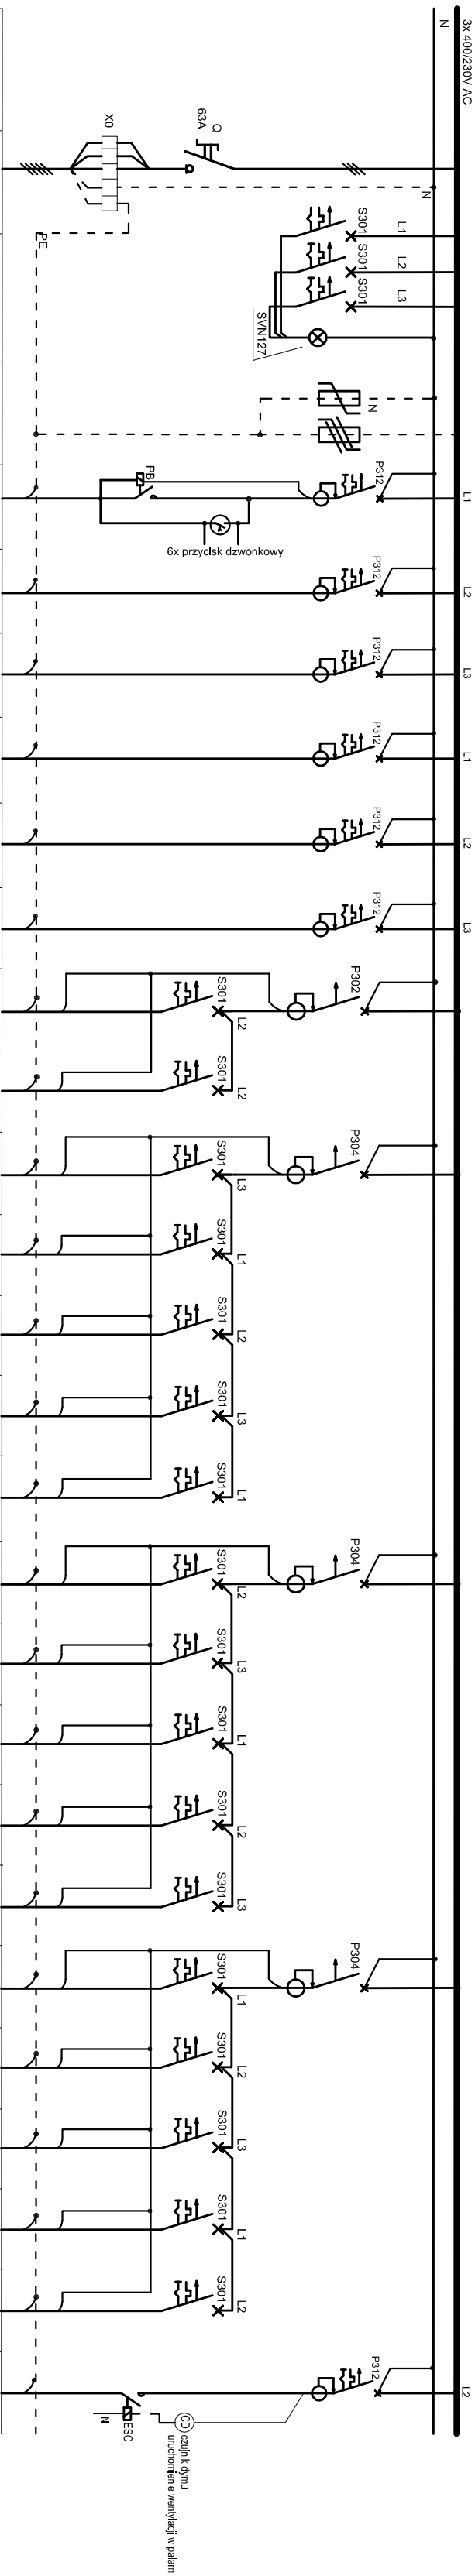 3x 400/230V AC
N
Q
63A
X0
N
PE
L1
L2
L3
S301
S301
S301
SVN127
N
L1
P312
PB
6x przycisk dzwonkowy
L2
P312
L3
P312
L1
P312
L2
P312
L3
P312
P302
S301
L2
S301
L2
P304
S301
L3
S301
L1
S301
L2
S301
L3
S301
L1
P304
S301
L2
S301
L3
S301
L1
S301
L2
S301
L3
P304
S301
L1
S301
L2
S301
L3
S301
L1
S301
L2
L2
P312
ESC
N
CD
czujnik dymu
uruchomienie wentylacji w palarni